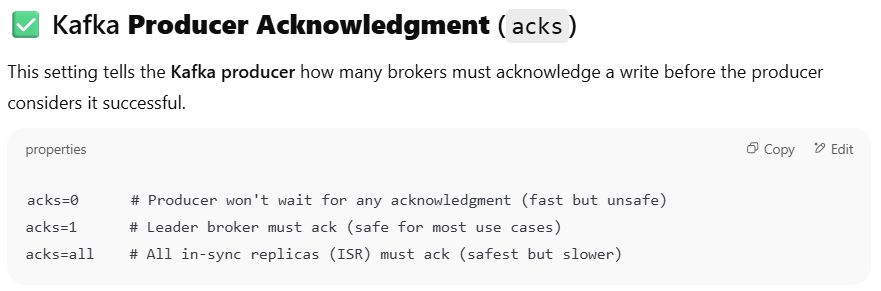 ✅ Kafka Producer Acknowledgment (acks)
This setting tells the Kafka producer how many brokers must acknowledge a write before the producer
considers it successful.
properties Copy Edit
acks=0 # Producer won't wait for any acknowledgment (fast but unsafe)
acks=1 # Leader broker must ack (safe for most use cases)
acks=all # All in-sync replicas (ISR) must ack (safest but slower)